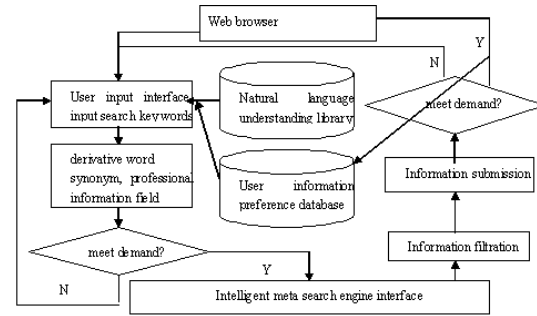 Web browser
Y
N
User input interface,
input search keywords
Natural language
understanding library
meet demand?
derivative word
synonym, professional
information field
User information
preference database
Information submission
meet demand?
Information filtration
Y
N
Intelligent meta search engine interface